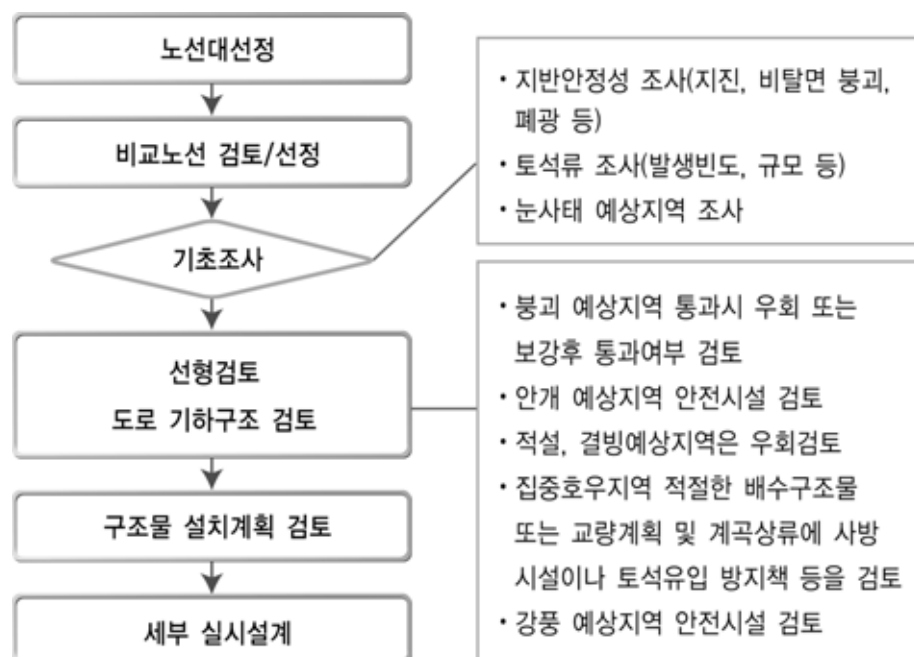 노선대선정
비교노선 검토/선정
기초조사
선형검토
도로 기하구조 검토
구조물 설치계획 검토
세부 실시설계
• 지반안정성 조사(지진, 비탈면 붕괴,
폐광 등)
• 토석류 조사(발생빈도, 규모 등)
• 눈사태 예상지역 조사
• 붕괴 예상지역 통과시 우회 또는
보강후 통과여부 검토
• 안개 예상지역 안전시설 검토
• 적설, 결빙예상지역은 우회검토
• 집중호우지역 적절한 배수구조물
또는 교량계획 및 계곡상류에 사방
시설이나 토석유입 방지책 등을 검토
• 강풍 예상지역 안전시설 검토